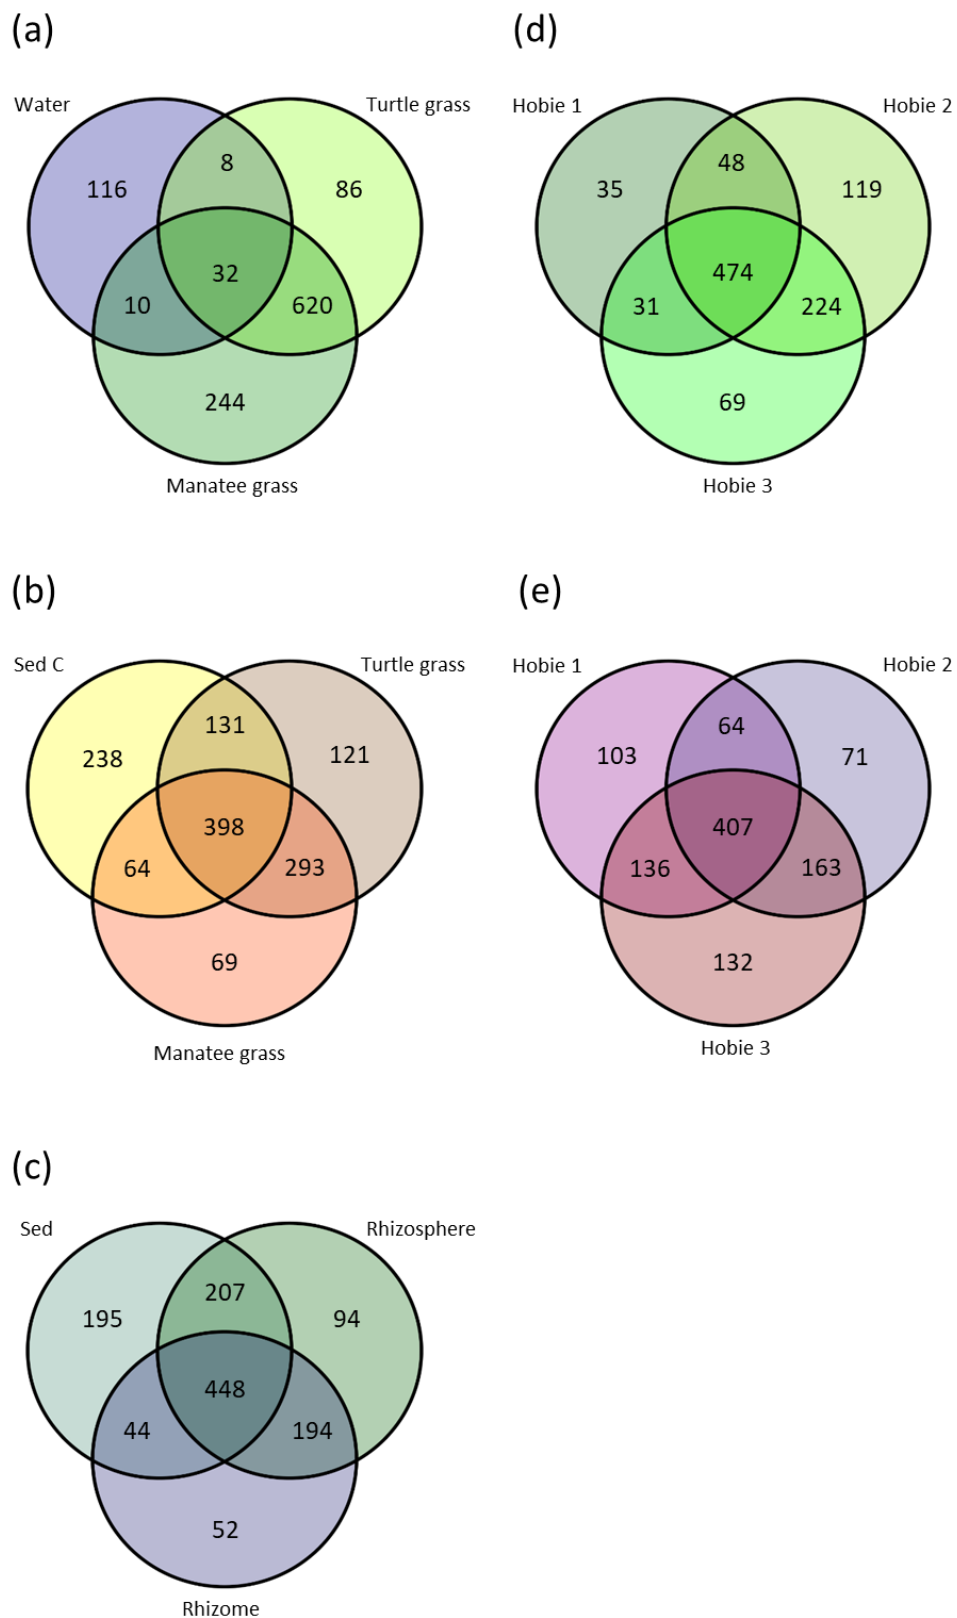 (a)
Water
Turtle grass
8
116
86
32
10
620
244
Manatee grass
(d)
Hobie 1
Hobie 2
48
35
119
474
31
224
69
Hobie 3
(b)
Sed C
Turtle grass
131
238
121
398
64
293
69
Manatee grass
(e)
Hobie 1
Hobie 2
64
103
71
407
136
163
132
Hobie 3
(c)
Sed
Rhizosphere
207
195
94
448
44
194
52
Rhizome